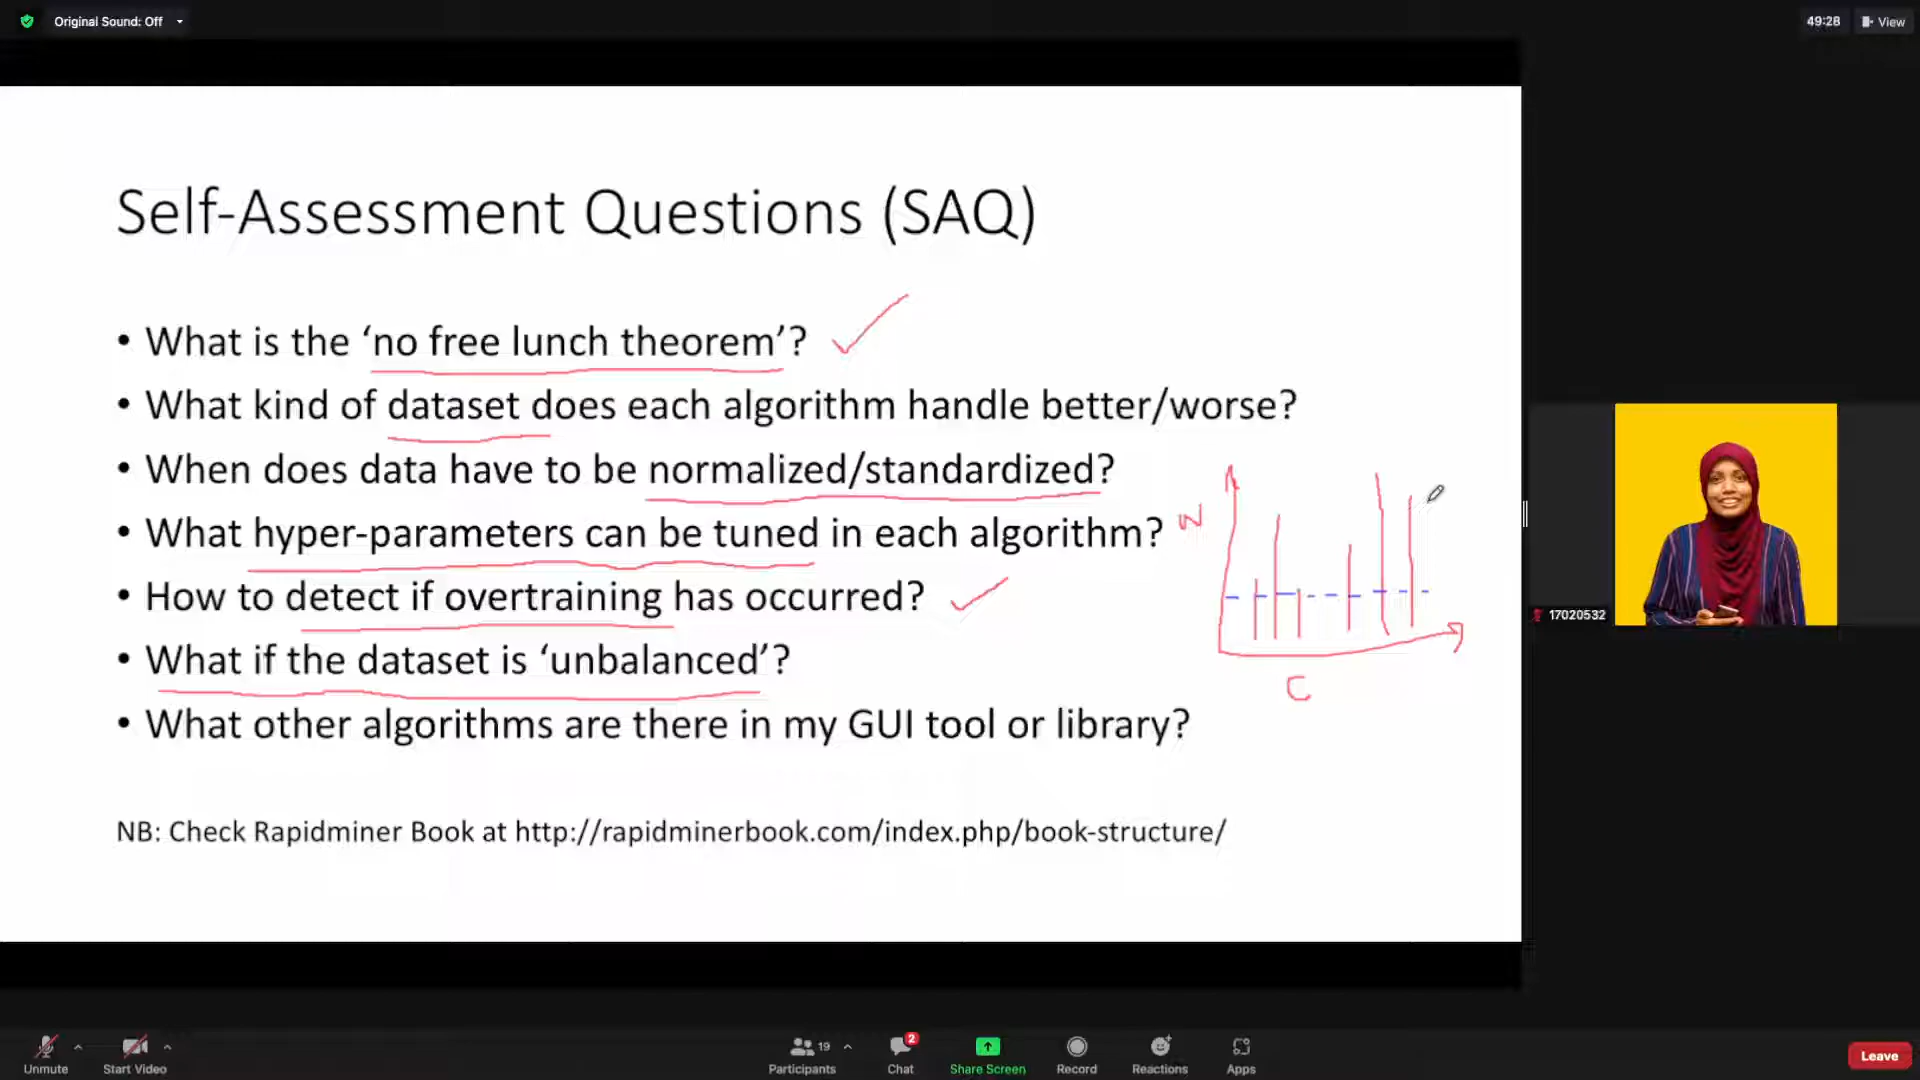 Original Sound: Off
49:28
View
Self-Assessment Questions (SAQ)
• What is the ‘no free lunch theorem’?
• What kind of dataset does each algorithm handle better/worse?
• When does data have to be normalized/standardized?
• What hyper-parameters can be tuned in each algorithm?
• How to detect if overtraining has occurred?
• What if the dataset is ‘unbalanced’?
• What other algorithms are there in my GUI tool or library?
N
C
NB: Check Rapidminer Book at http://rapidminerbook.com/index.php/book-structure/
17020532
Unmute
Start Video
19
Participants
2
Chat
Share Screen
Record
Reactions
Apps
Leave